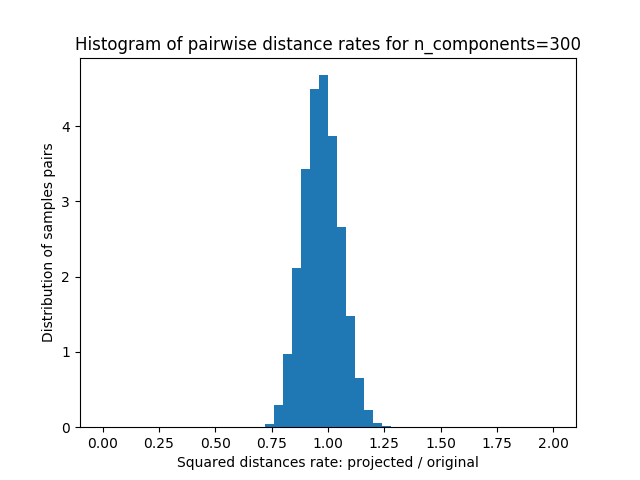 Histogram of pairwise distance rates for n_components=300
Distribution of samples pairs
4
3
2
1
0
0.00 0.25 0.50 0.75 1.00 1.25 1.50 1.75 2.00
Squared distances rate: projected / original